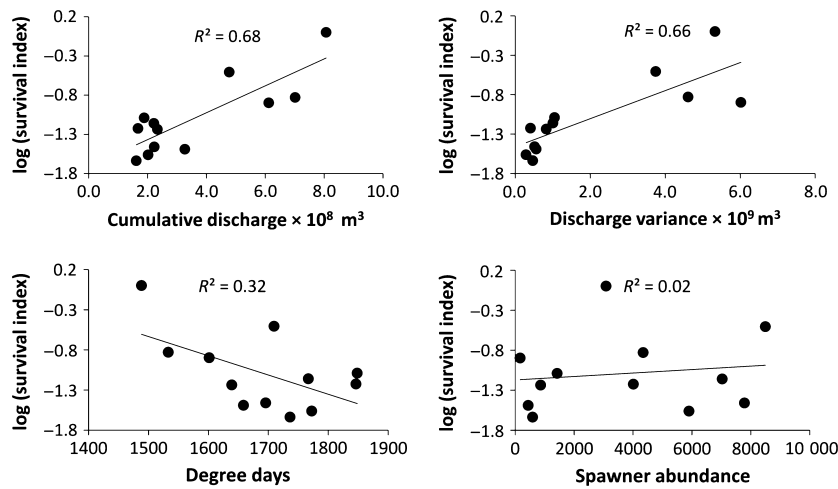 0.2
R² = 0.68
–0.3
–0.8
–1.3
–1.8
0.0 2.0 4.0 6.0 8.0 10.0
Cumulative discharge × 10⁸ m³
log (survival index)
0.2
R² = 0.66
–0.3
–0.8
–1.3
–1.8
0.0 2.0 4.0 6.0 8.0
Discharge variance × 10⁹ m³
log (survival index)
0.2
R² = 0.32
–0.3
–0.8
–1.3
–1.8
1400 1500 1600 1700 1800 1900
Degree days
log (survival index)
0.2
R² = 0.02
–0.3
–0.8
–1.3
–1.8
0 2000 4000 6000 8000 10 000
Spawner abundance
log (survival index)